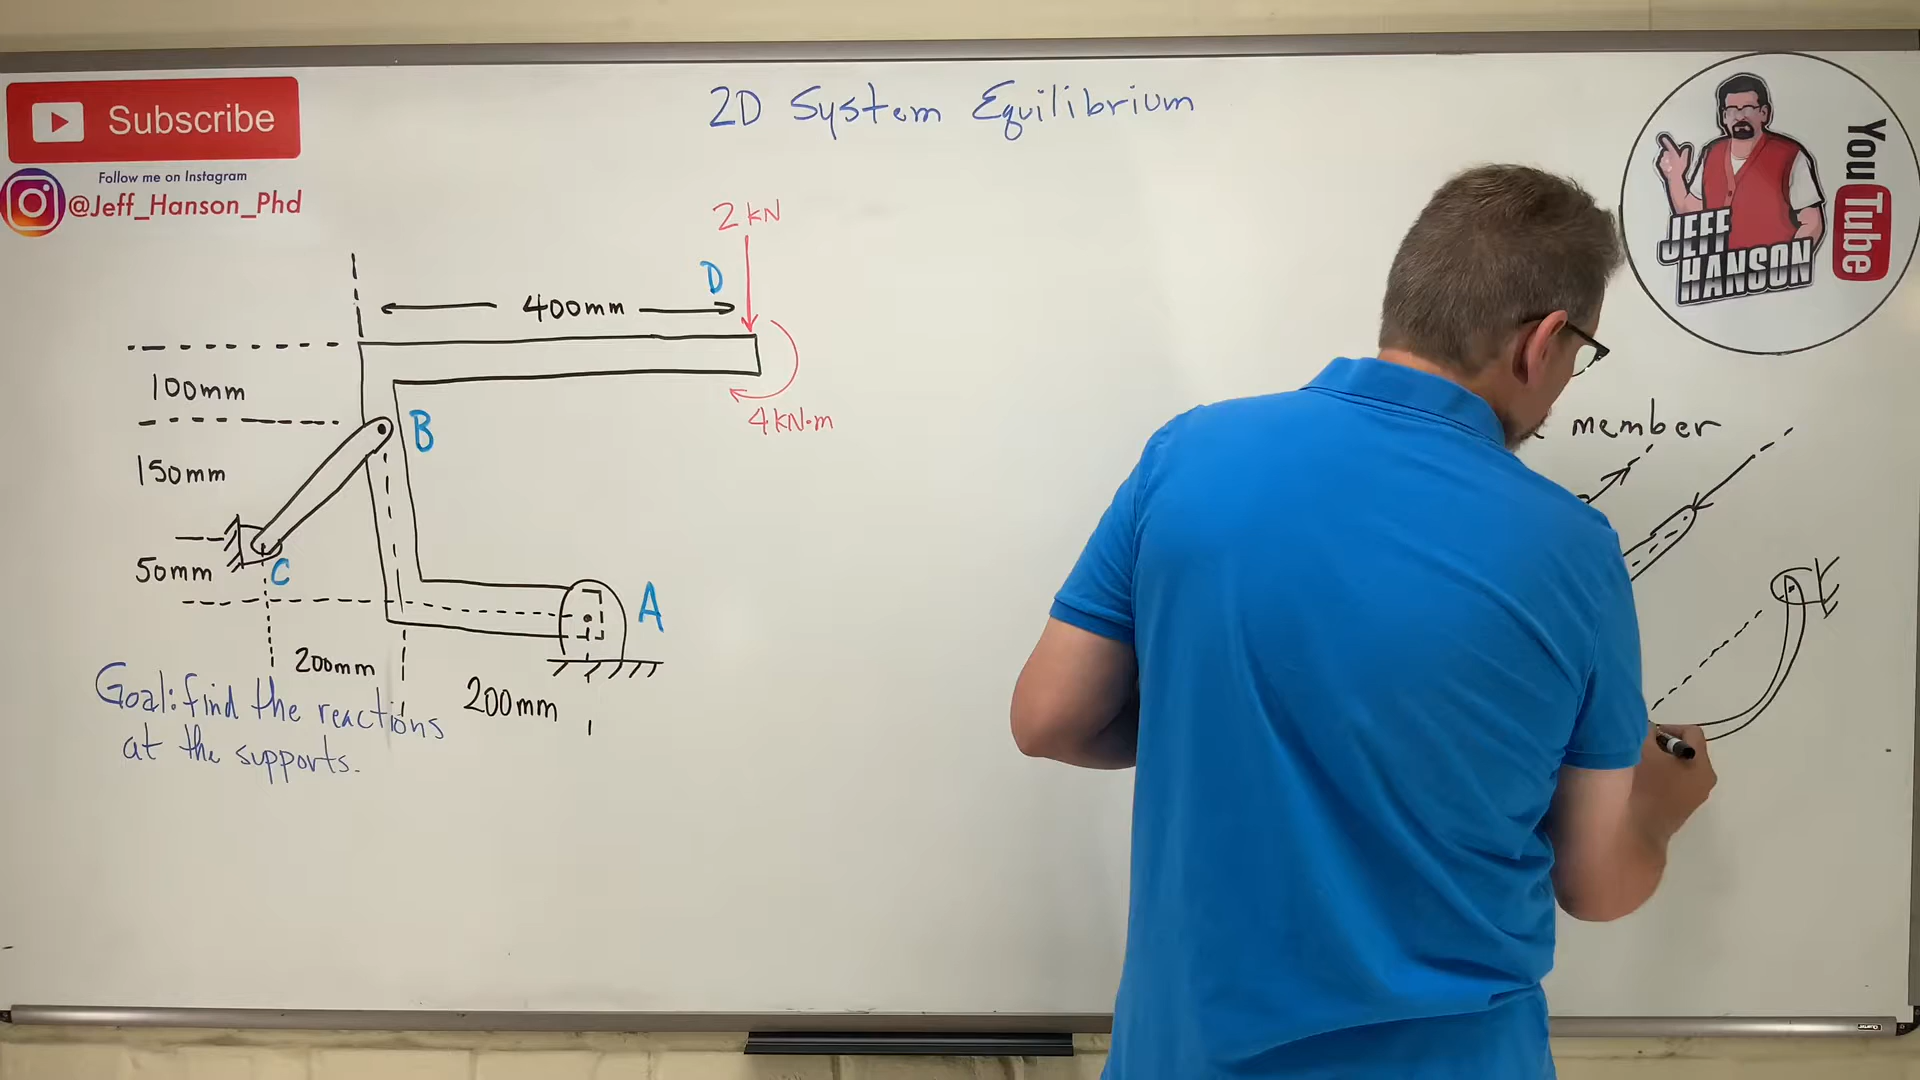 2D System Equilibrium
Subscribe
Follow me on Instagram
@Jeff_Hanson_Phd
YouTube
JEFF
HANSON
2 kN
D
400mm
100mm
4 kN·m
B
150mm
50mm
C
A
200mm
200mm
Goal: find the reactions
at the supports.
member